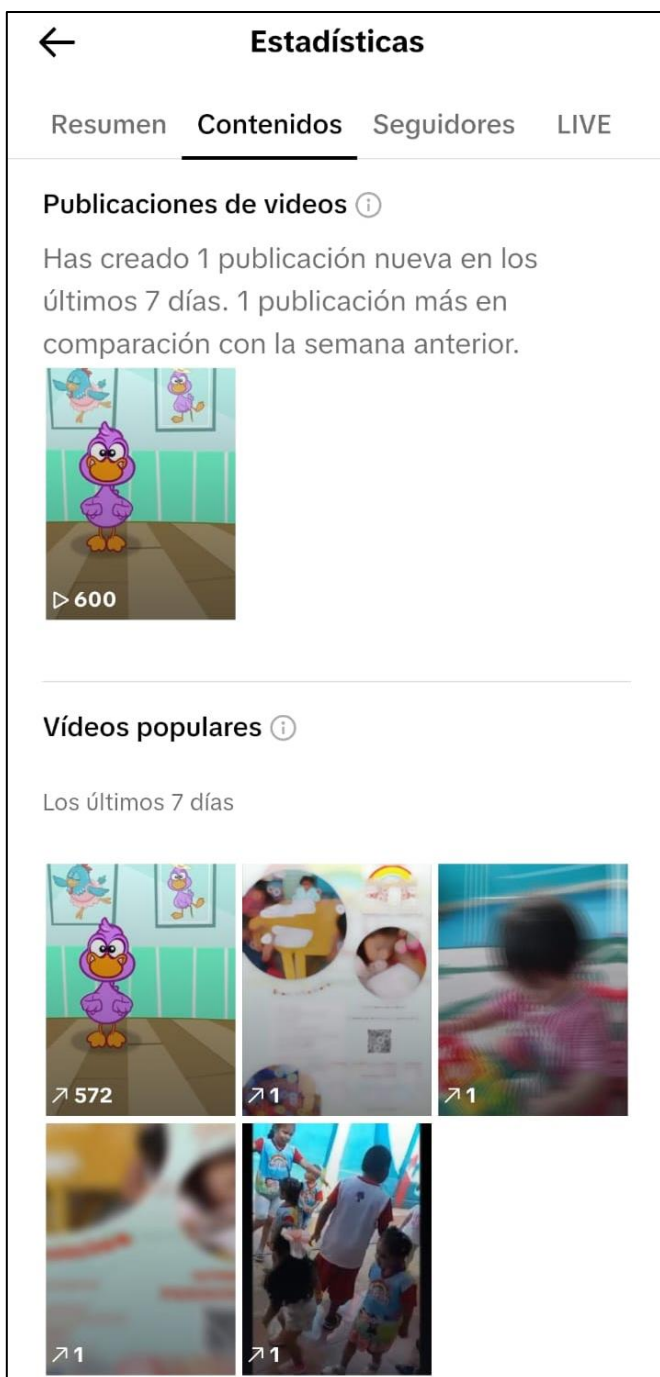 Estadísticas
Resumen Contenidos Seguidores LIVE
Publicaciones de videos
Has creado 1 publicación nueva en los
últimos 7 días. 1 publicación más en
comparación con la semana anterior.
600
Vídeos populares
Los últimos 7 días
572 1 1
1 1